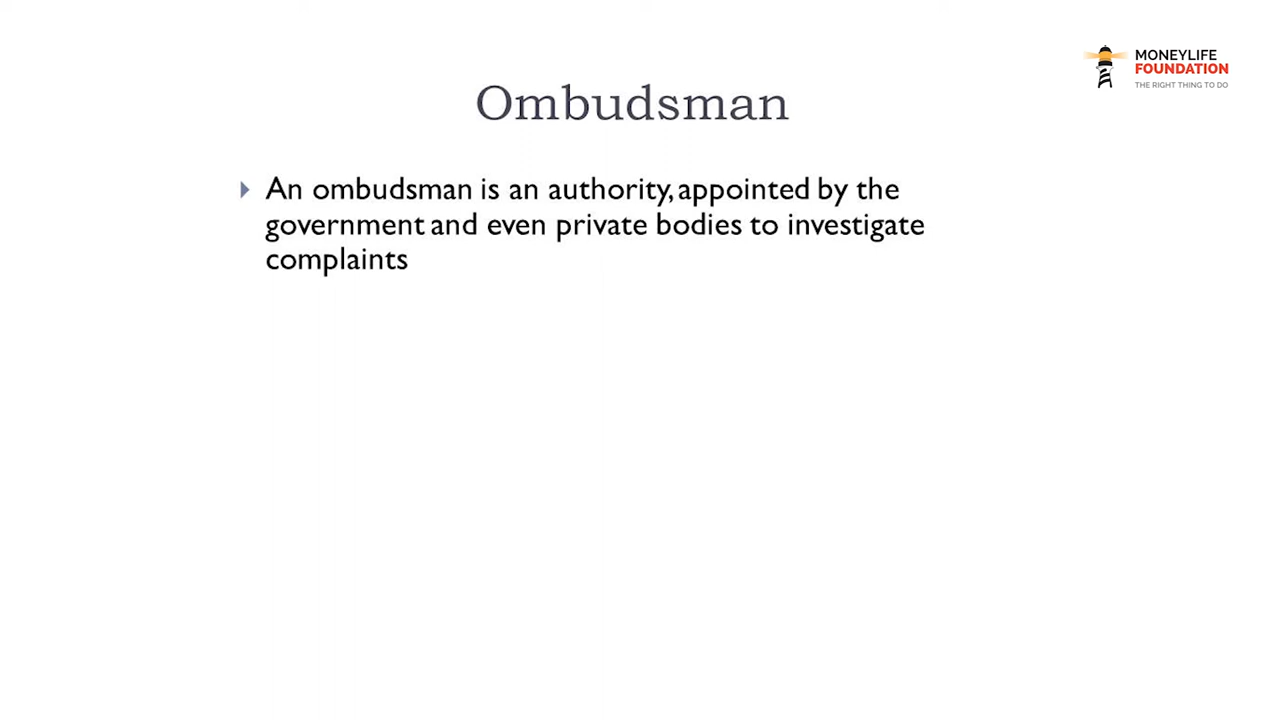 MONEYLIFE
FOUNDATION
THE RIGHT THING TO DO
Ombudsman
An ombudsman is an authority, appointed by the
government and even private bodies to investigate
complaints